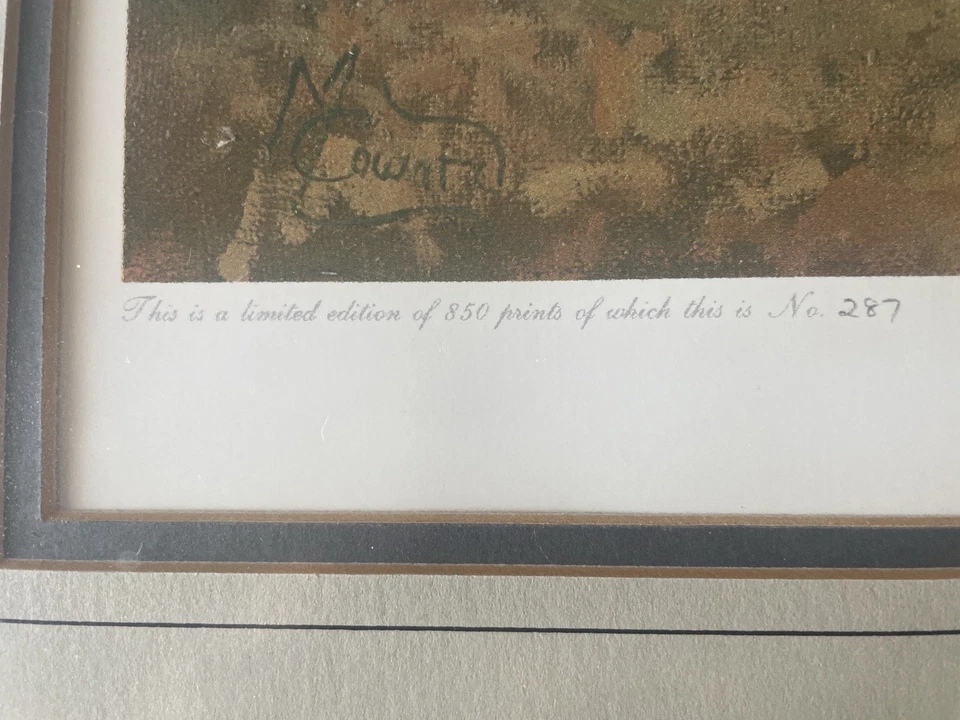 This is a limited edition of 850 prints of which this is No. 287